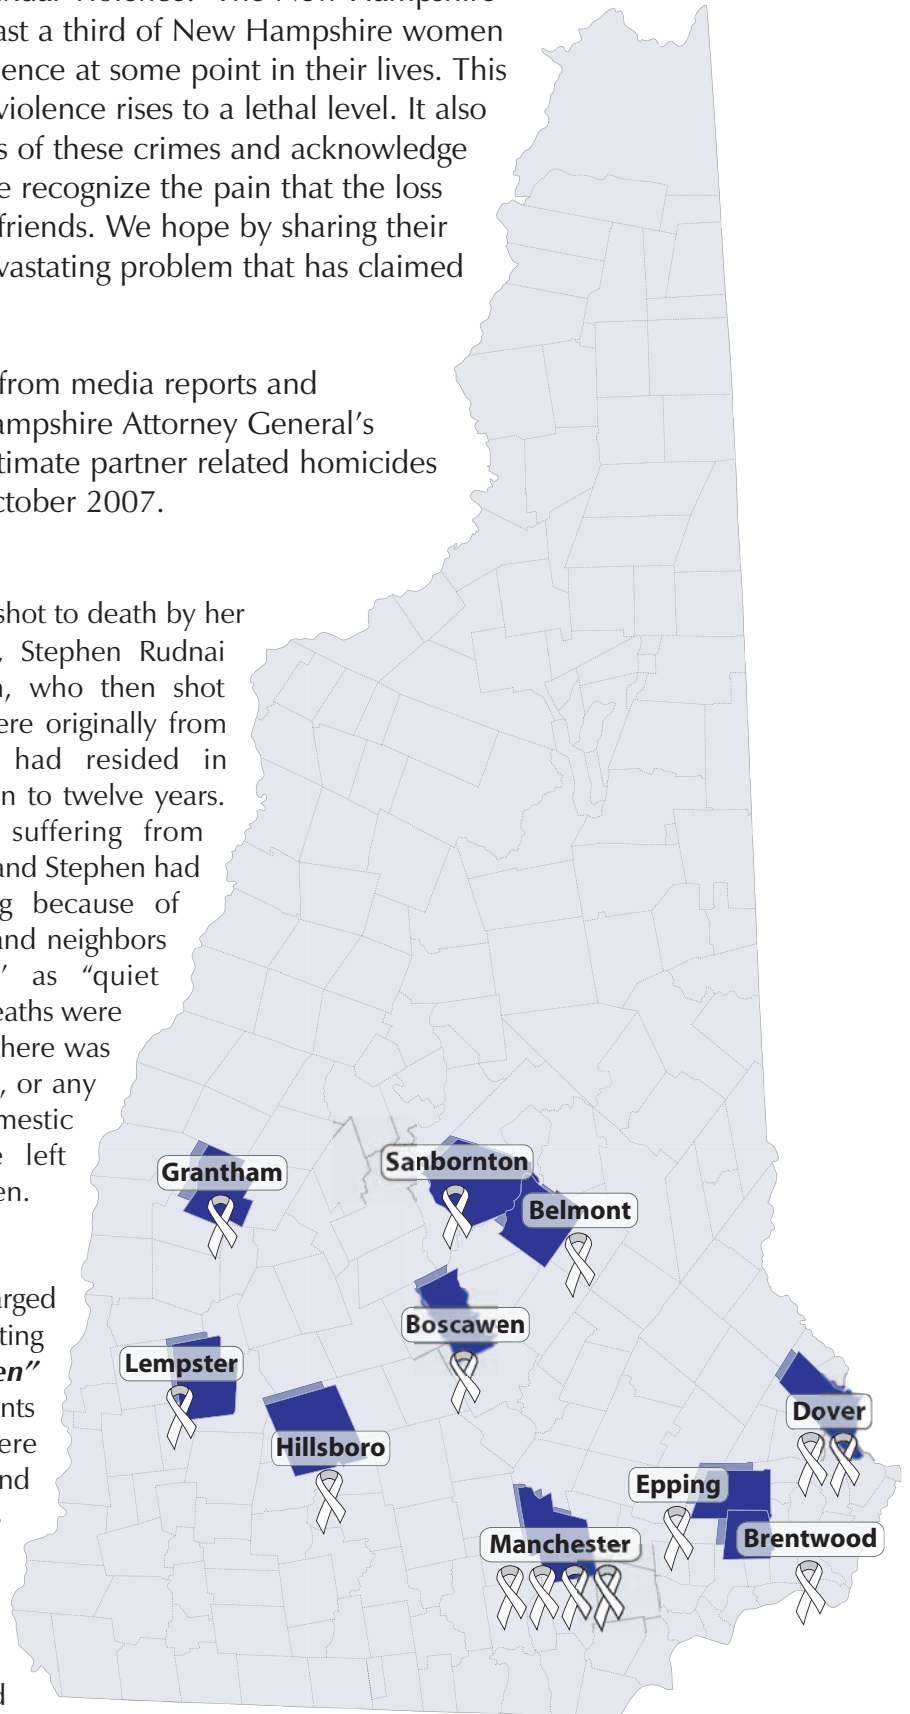 ast a third of New Hampshire women
ence at some point in their lives. This
violence rises to a lethal level. It also
s of these crimes and acknowledge
e recognize the pain that the loss
friends. We hope by sharing their
vastating problem that has claimed
from media reports and
ampshire Attorney General’s
timate partner related homicides
ctober 2007.
shot to death by her
, Stephen Rudnai
n, who then shot
ere originally from
had resided in
n to twelve years.
suffering from
and Stephen had
g because of
and neighbors
’ as “quiet
eaths were
here was
, or any
mestic
e left
en.
arged
ting
en”
nts
ere
nd
d
Grantham
Sanbornton
Belmont
Boscawen
Lempster
Hillsboro
Dover
Epping
Manchester
Brentwood